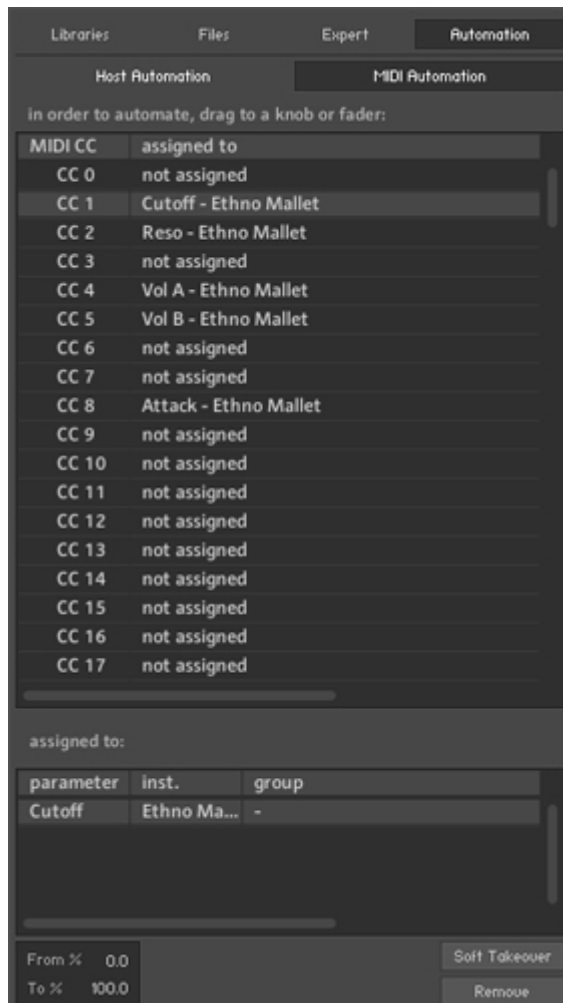 Libraries Files Expert Automation
Host Automation MIDI Automation
in order to automate, drag to a knob or fader:
MIDI CC assigned to
CC 0 not assigned
CC 1 Cutoff - Ethno Mallet
CC 2 Reso - Ethno Mallet
CC 3 not assigned
CC 4 Vol A - Ethno Mallet
CC 5 Vol B - Ethno Mallet
CC 6 not assigned
CC 7 not assigned
CC 8 Attack - Ethno Mallet
CC 9 not assigned
CC 10 not assigned
CC 11 not assigned
CC 12 not assigned
CC 13 not assigned
CC 14 not assigned
CC 15 not assigned
CC 16 not assigned
CC 17 not assigned
assigned to:
parameter inst. group
Cutoff Ethno Ma... -
From % 0.0 Soft Takeover
To % 100.0 Remove